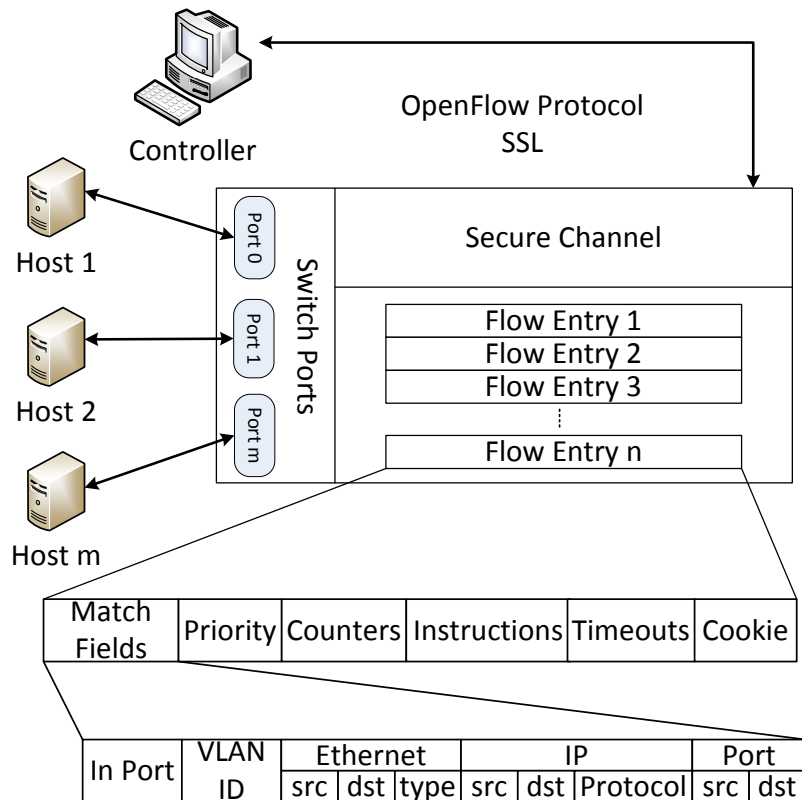 OpenFlow Protocol
SSL
Controller
Host 1
Host 2
Host m
Port 0
Port 1
Port m
Switch Ports
Secure Channel
Flow Entry 1
Flow Entry 2
Flow Entry 3
Flow Entry n
Match
Fields
Priority
Counters
Instructions
Timeouts
Cookie
In Port
VLAN
ID
Ethernet
src
dst
type
IP
src
dst
Protocol
Port
src
dst